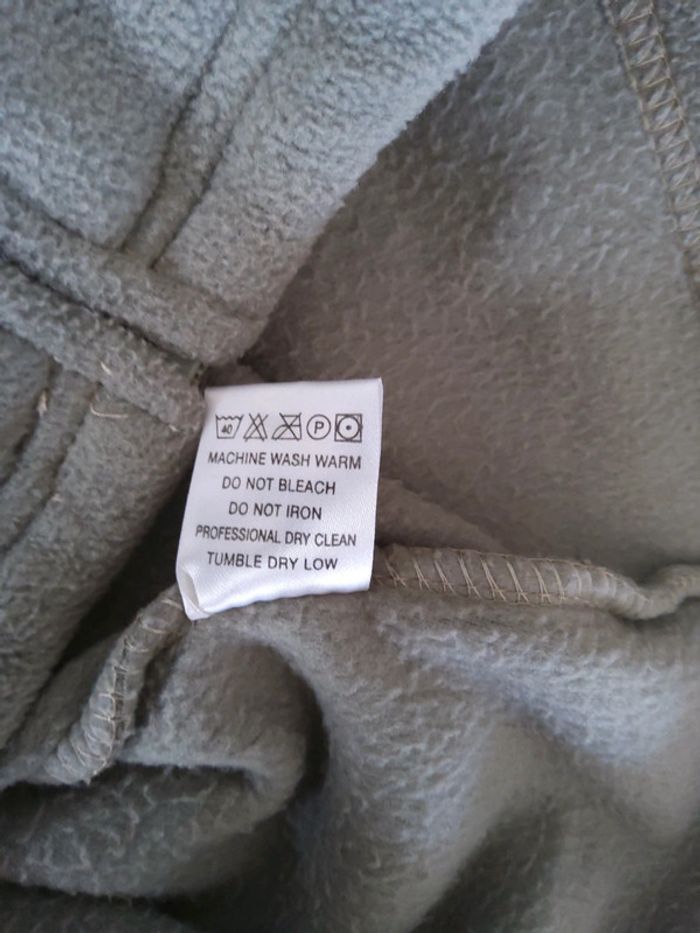 40 P
MACHINE WASH WARM
DO NOT BLEACH
DO NOT IRON
PROFESSIONAL DRY CLEAN
TUMBLE DRY LOW